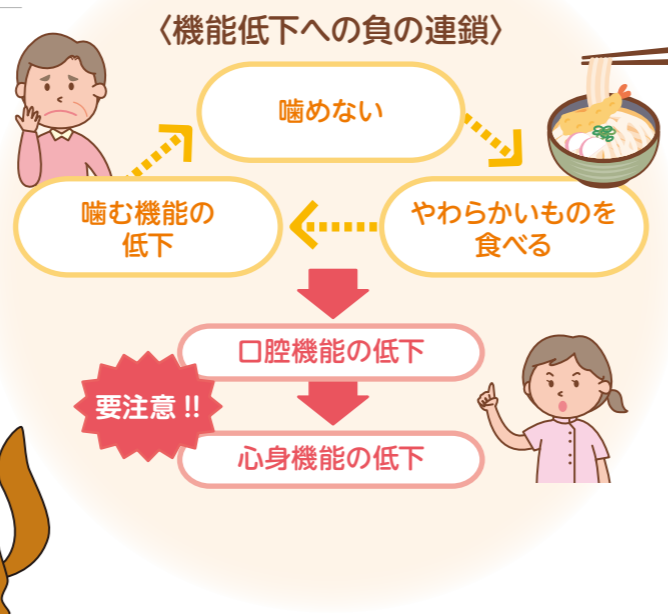 〈機能低下への負の連鎖〉
噛めない
やわらかいものを
食べる
噛む機能の
低下
口腔機能の低下
要注意!!
心身機能の低下